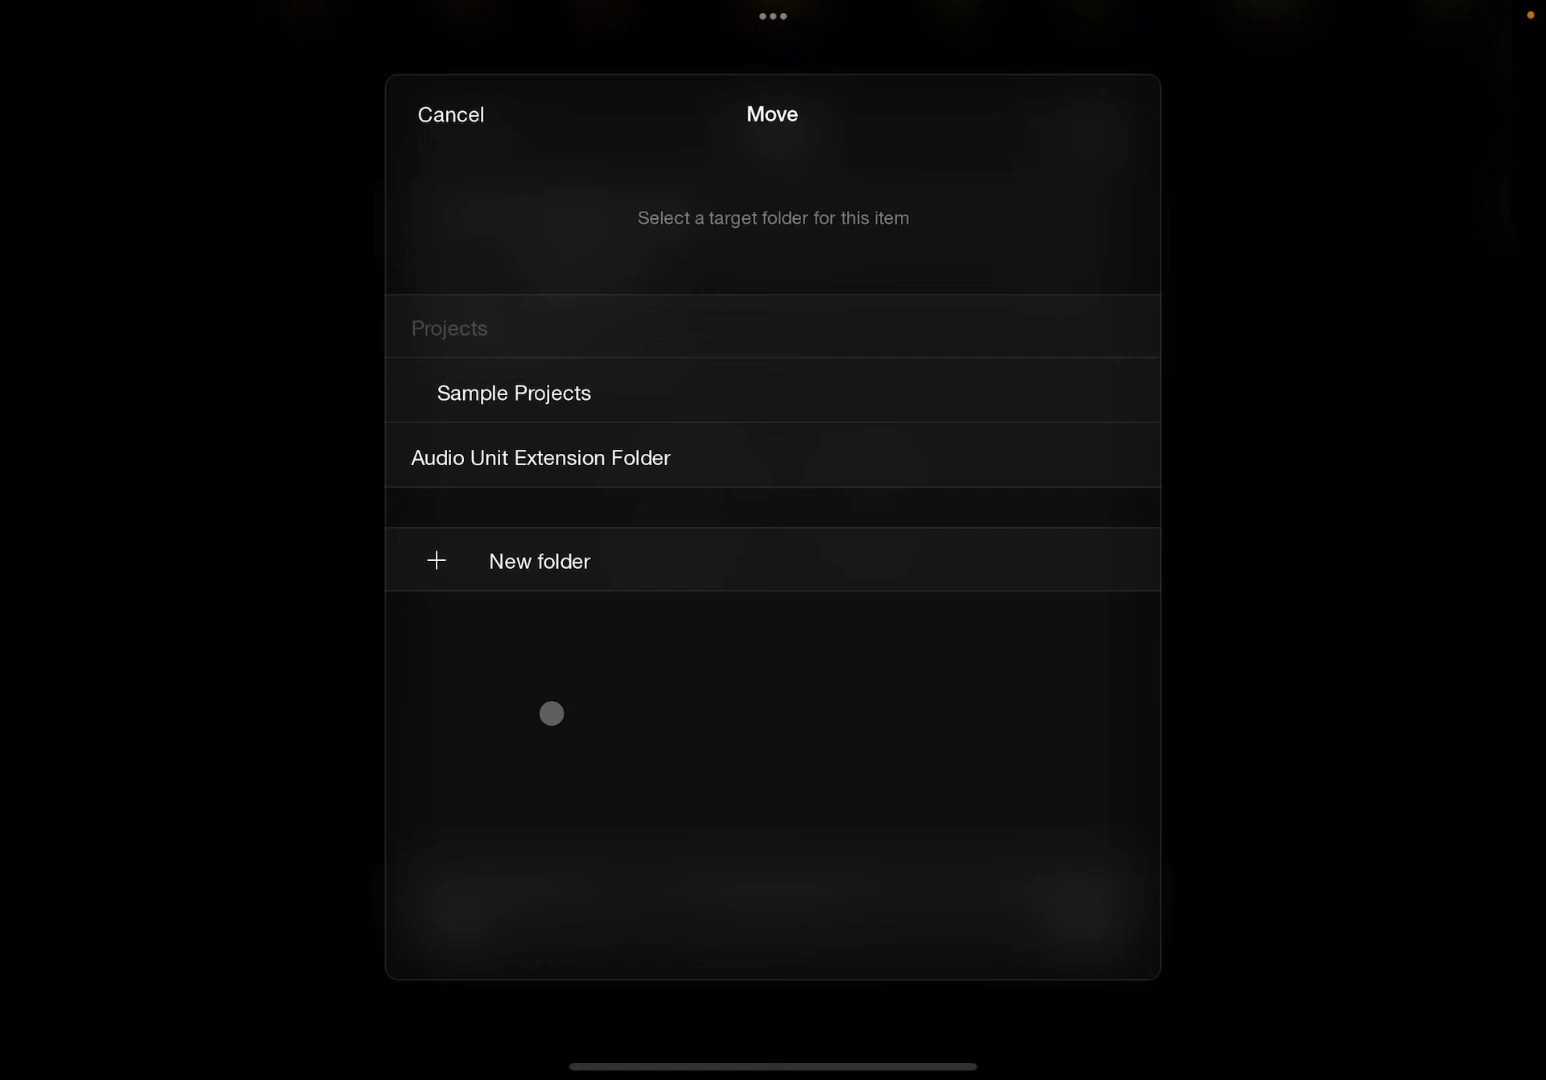 Cancel
Move
Select a target folder for this item
Projects
Sample Projects
Audio Unit Extension Folder
New folder